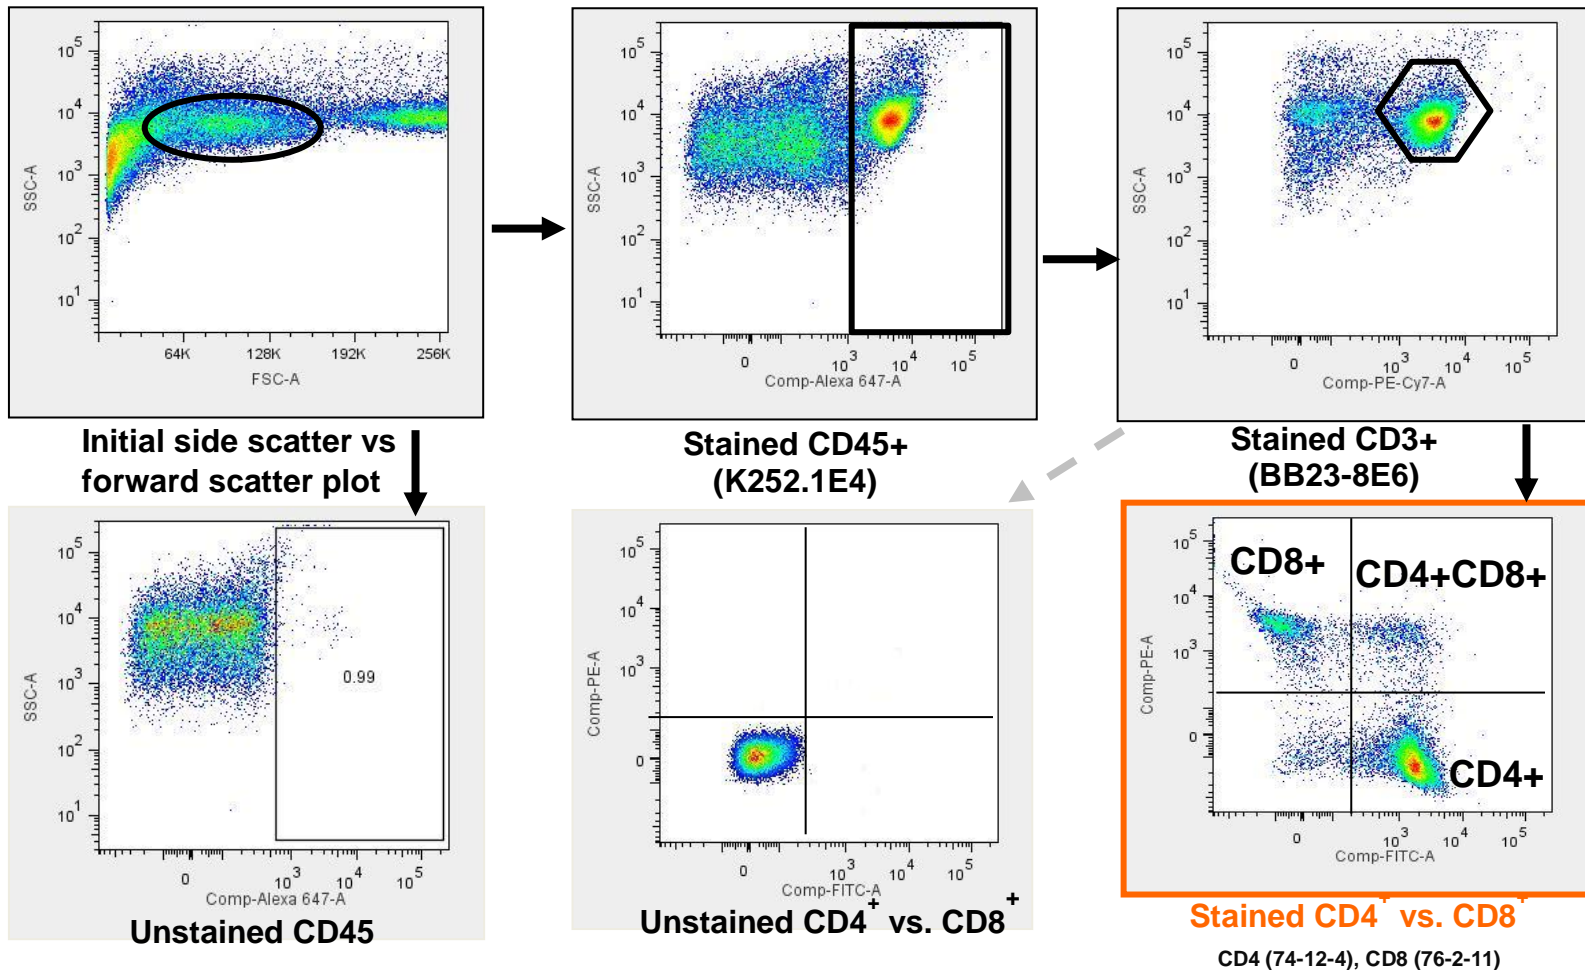 10^5
10^4
10^3
10^2
10^1
SSC-A
64K 128K 192K 256K
FSC-A
Initial side scatter vs
forward scatter plot
10^5
10^4
10^3
10^2
10^1
SSC-A
0 10^3 10^4 10^5
Comp-Alexa 647-A
Stained CD45+
(K252.1E4)
10^5
10^4
10^3
10^2
10^1
SSC-A
0 10^3 10^4 10^5
Comp-PE-Cy7-A
Stained CD3+
(BB23-8E6)
10^5
10^4
10^3
10^2
10^1
SSC-A
0.99
0 10^3 10^4 10^5
Comp-Alexa 647-A
Unstained CD45
10^5
10^4
10^3
0
Comp-PE-A
0 10^3 10^4 10^5
Comp-FITC-A
Unstained CD4+ vs. CD8+
10^5
10^4
10^3
0
Comp-PE-A
CD8+
CD4+CD8+
CD4+
0 10^3 10^4 10^5
Comp-FITC-A
Stained CD4+ vs. CD8+
CD4 (74-12-4), CD8 (76-2-11)